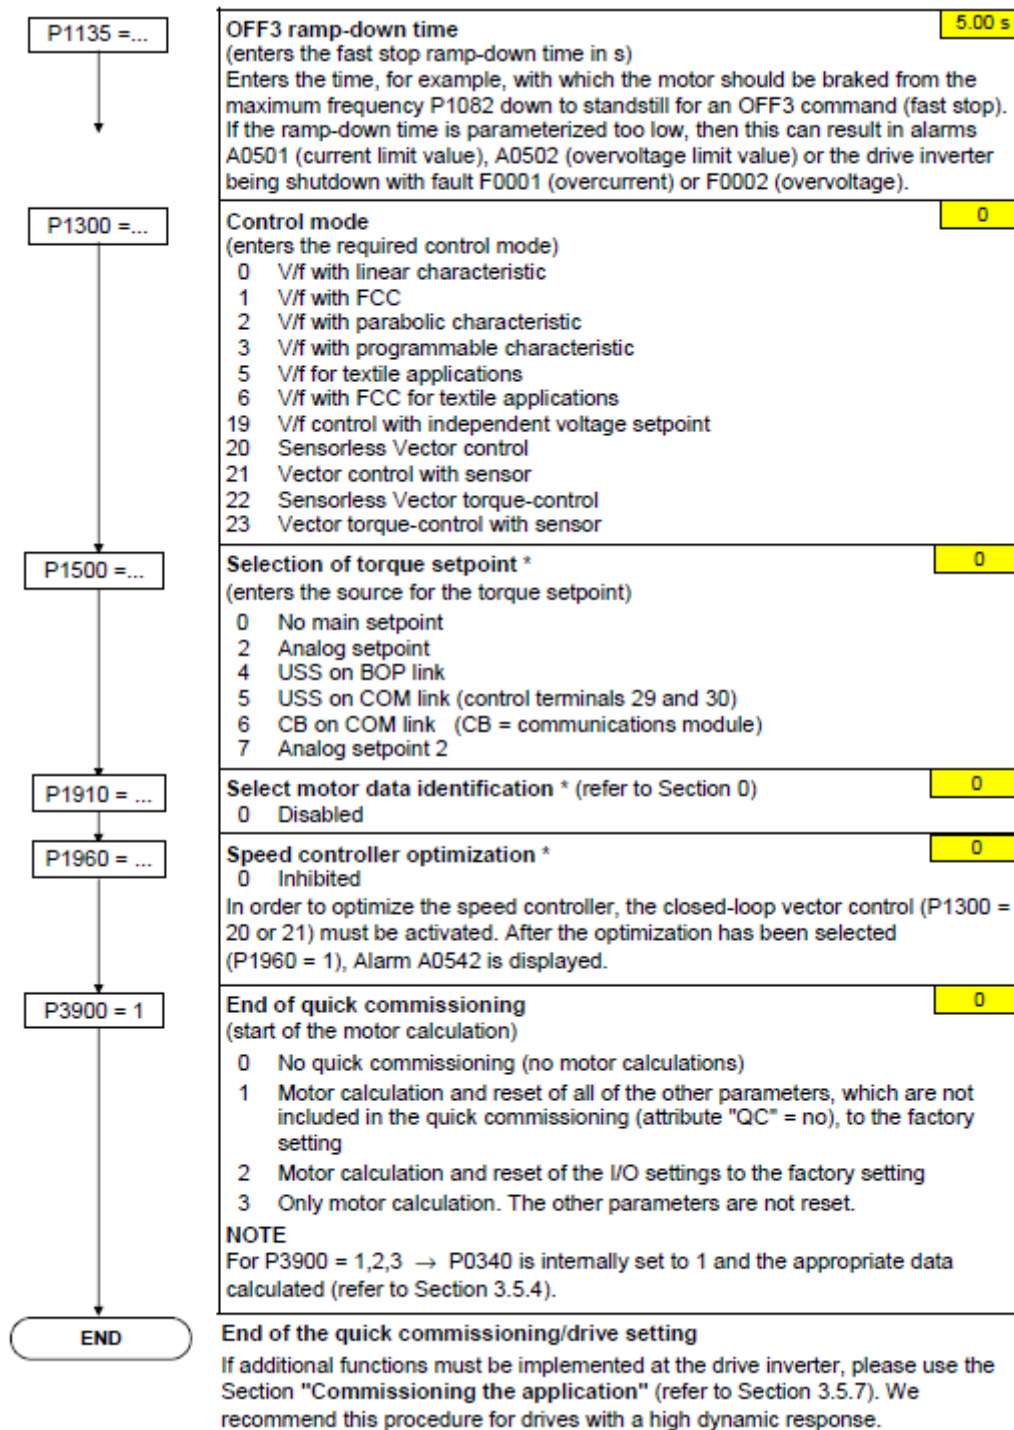 P1135 =...
OFF3 ramp-down time
5.00 s
(enters the fast stop ramp-down time in s)
Enters the time, for example, with which the motor should be braked from the
maximum frequency P1082 down to standstill for an OFF3 command (fast stop).
If the ramp-down time is parameterized too low, then this can result in alarms
A0501 (current limit value), A0502 (overvoltage limit value) or the drive inverter
being shutdown with fault F0001 (overcurrent) or F0002 (overvoltage).
P1300 =...
Control mode
0
(enters the required control mode)
0 V/f with linear characteristic
1 V/f with FCC
2 V/f with parabolic characteristic
3 V/f with programmable characteristic
5 V/f for textile applications
6 V/f with FCC for textile applications
19 V/f control with independent voltage setpoint
20 Sensorless Vector control
21 Vector control with sensor
22 Sensorless Vector torque-control
23 Vector torque-control with sensor
P1500 =...
Selection of torque setpoint *
0
(enters the source for the torque setpoint)
0 No main setpoint
2 Analog setpoint
4 USS on BOP link
5 USS on COM link (control terminals 29 and 30)
6 CB on COM link (CB = communications module)
7 Analog setpoint 2
P1910 = ...
Select motor data identification * (refer to Section 0)
0
0 Disabled
P1960 = ...
Speed controller optimization *
0
0 Inhibited
In order to optimize the speed controller, the closed-loop vector control (P1300 =
20 or 21) must be activated. After the optimization has been selected
(P1960 = 1), Alarm A0542 is displayed.
P3900 = 1
End of quick commissioning
0
(start of the motor calculation)
0 No quick commissioning (no motor calculations)
1 Motor calculation and reset of all of the other parameters, which are not
included in the quick commissioning (attribute "QC" = no), to the factory
setting
2 Motor calculation and reset of the I/O settings to the factory setting
3 Only motor calculation. The other parameters are not reset.
NOTE
For P3900 = 1,2,3 → P0340 is internally set to 1 and the appropriate data
calculated (refer to Section 3.5.4).
END
End of the quick commissioning/drive setting
If additional functions must be implemented at the drive inverter, please use the
Section "Commissioning the application" (refer to Section 3.5.7). We
recommend this procedure for drives with a high dynamic response.